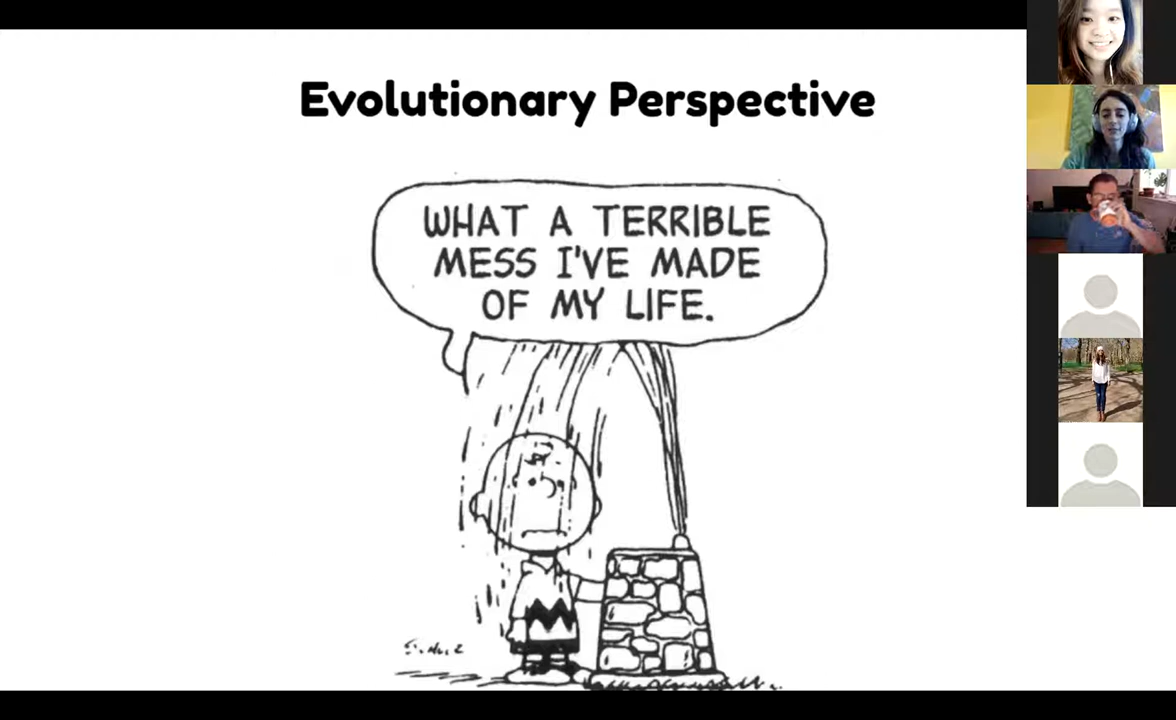 Evolutionary Perspective
WHAT A TERRIBLE
MESS I'VE MADE
OF MY LIFE.